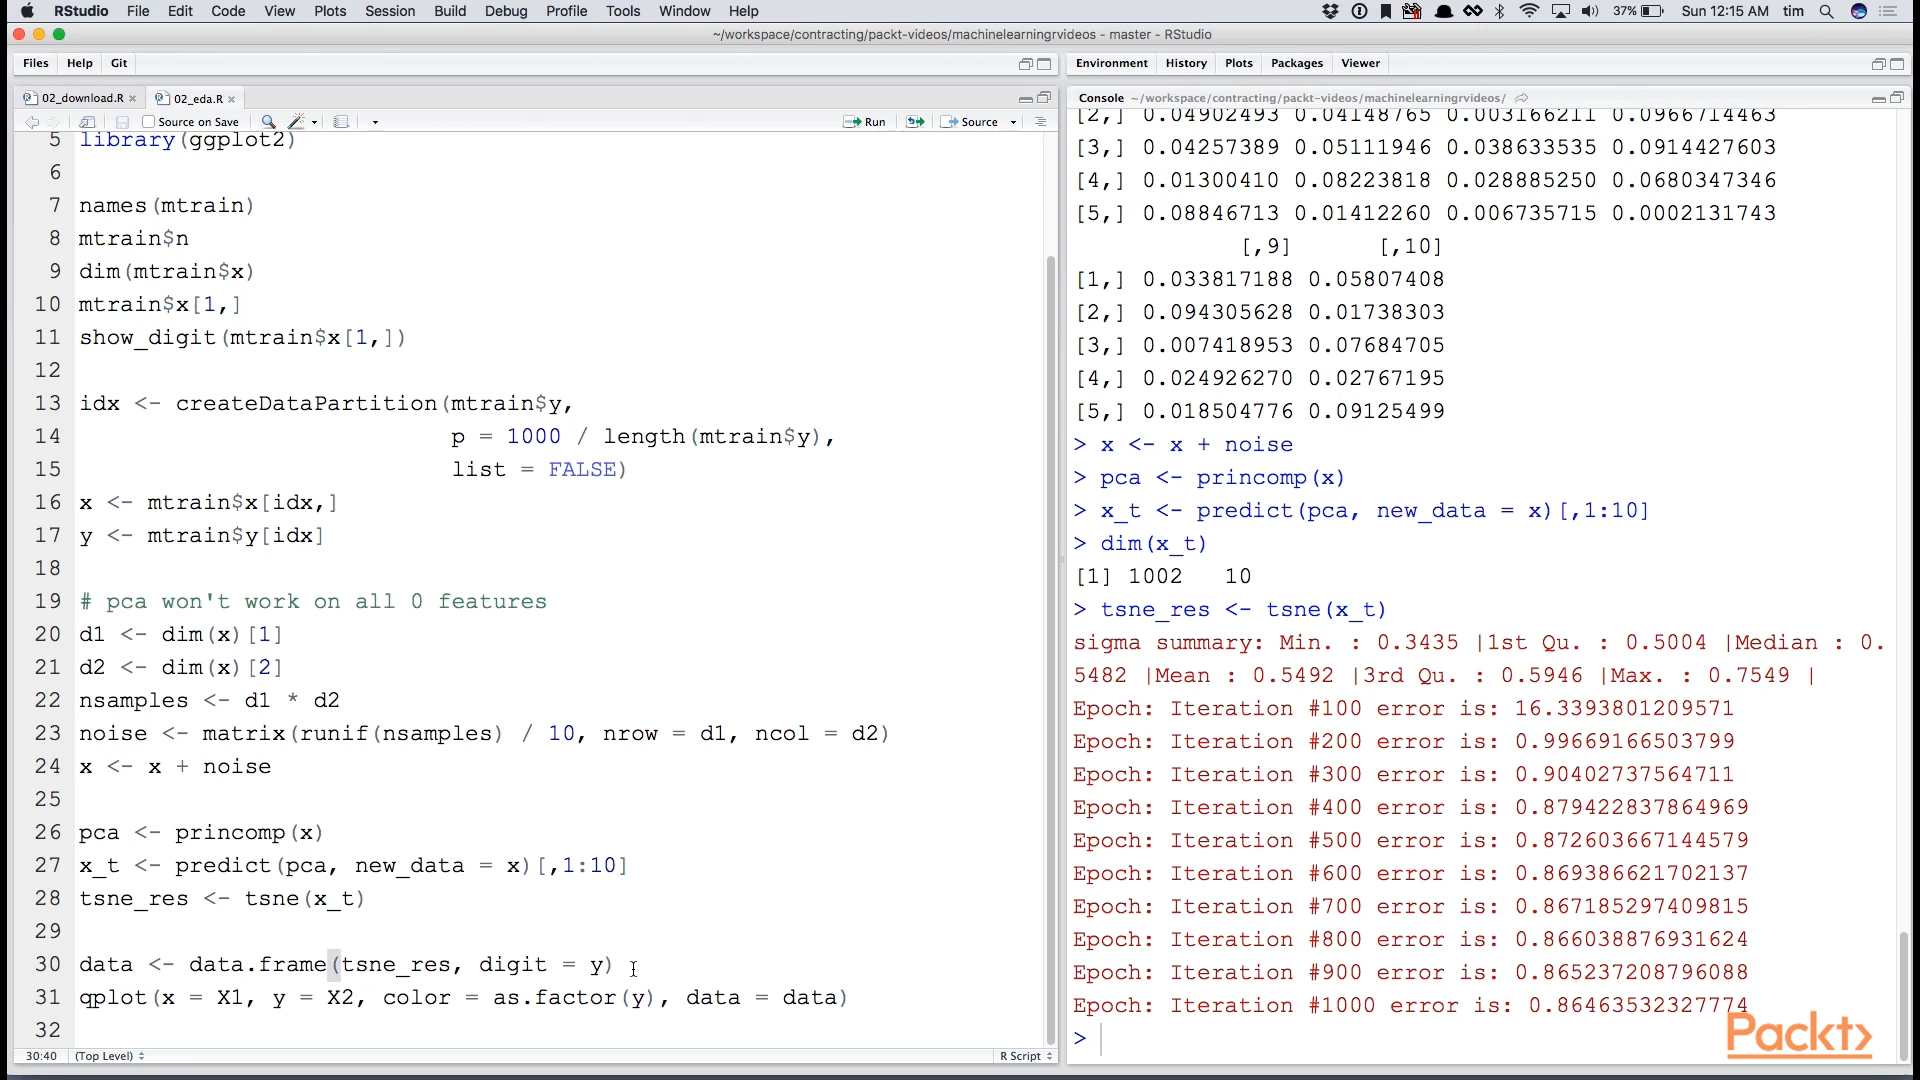 RStudio File Edit Code View Plots Session Build Debug Profile Tools Window Help 37% Sun 12:15 AM tim
~/workspace/contracting/packt-videos/machinelearningrvideos - master - RStudio
Files Help Git
02_download.R 02_eda.R
Source on Save Run Source
5 library(ggplot2)
6
7 names(mtrain)
8 mtrain$n
9 dim(mtrain$x)
10 mtrain$x[1,]
11 show_digit(mtrain$x[1,])
12
13 idx <- createDataPartition(mtrain$y,
14 p = 1000 / length(mtrain$y),
15 list = FALSE)
16 x <- mtrain$x[idx,]
17 y <- mtrain$y[idx]
18
19 # pca won't work on all 0 features
20 d1 <- dim(x)[1]
21 d2 <- dim(x)[2]
22 nsamples <- d1 * d2
23 noise <- matrix(runif(nsamples) / 10, nrow = d1, ncol = d2)
24 x <- x + noise
25
26 pca <- princomp(x)
27 x_t <- predict(pca, new_data = x)[,1:10]
28 tsne_res <- tsne(x_t)
29
30 data <- data.frame(tsne_res, digit = y)
31 qplot(x = X1, y = X2, color = as.factor(y), data = data)
32
30:40 (Top Level) R Script
Environment History Plots Packages Viewer
Console ~/workspace/contracting/packt-videos/machinelearningrvideos/
[2,] 0.04902493 0.04148765 0.003166211 0.0966714463
[3,] 0.04257389 0.05111946 0.038633535 0.0914427603
[4,] 0.01300410 0.08223818 0.028885250 0.0680347346
[5,] 0.08846713 0.01412260 0.006735715 0.0002131743
[,9] [,10]
[1,] 0.033817188 0.05807408
[2,] 0.094305628 0.01738303
[3,] 0.007418953 0.07684705
[4,] 0.024926270 0.02767195
[5,] 0.018504776 0.09125499
> x <- x + noise
> pca <- princomp(x)
> x_t <- predict(pca, new_data = x)[,1:10]
> dim(x_t)
[1] 1002 10
> tsne_res <- tsne(x_t)
sigma summary: Min. : 0.3435 |1st Qu. : 0.5004 |Median : 0.
5482 |Mean : 0.5492 |3rd Qu. : 0.5946 |Max. : 0.7549 |
Epoch: Iteration #100 error is: 16.3393801209571
Epoch: Iteration #200 error is: 0.99669166503799
Epoch: Iteration #300 error is: 0.90402737564711
Epoch: Iteration #400 error is: 0.879422837864969
Epoch: Iteration #500 error is: 0.872603667144579
Epoch: Iteration #600 error is: 0.869386621702137
Epoch: Iteration #700 error is: 0.867185297409815
Epoch: Iteration #800 error is: 0.866038876931624
Epoch: Iteration #900 error is: 0.865237208796088
Epoch: Iteration #1000 error is: 0.86463532327774
>
Packt>